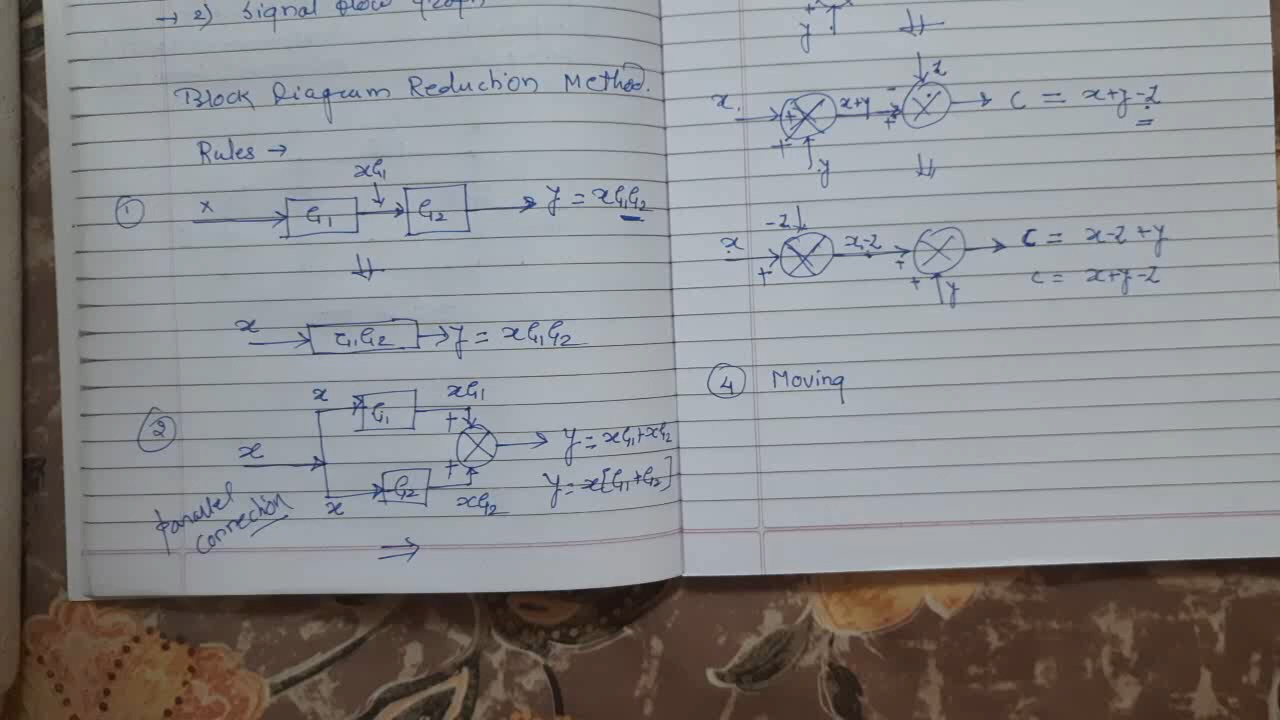 → 2) Signal flow Graph
Block Diagram Reduction Method.
Rules →
xG1
① x G1 G2 y = xG1G2
x G1G2 y = xG1G2
② x x G1 xG1 + y = xG1+xG2
x G2 xG2 + y = x[G1+G2]
parallel connection
⇒
y +
z
x + x+y + - C = x+y-z
+ y
-z
x + x-z + C = x-z+y
+ y C = x+y-z
④ Moving